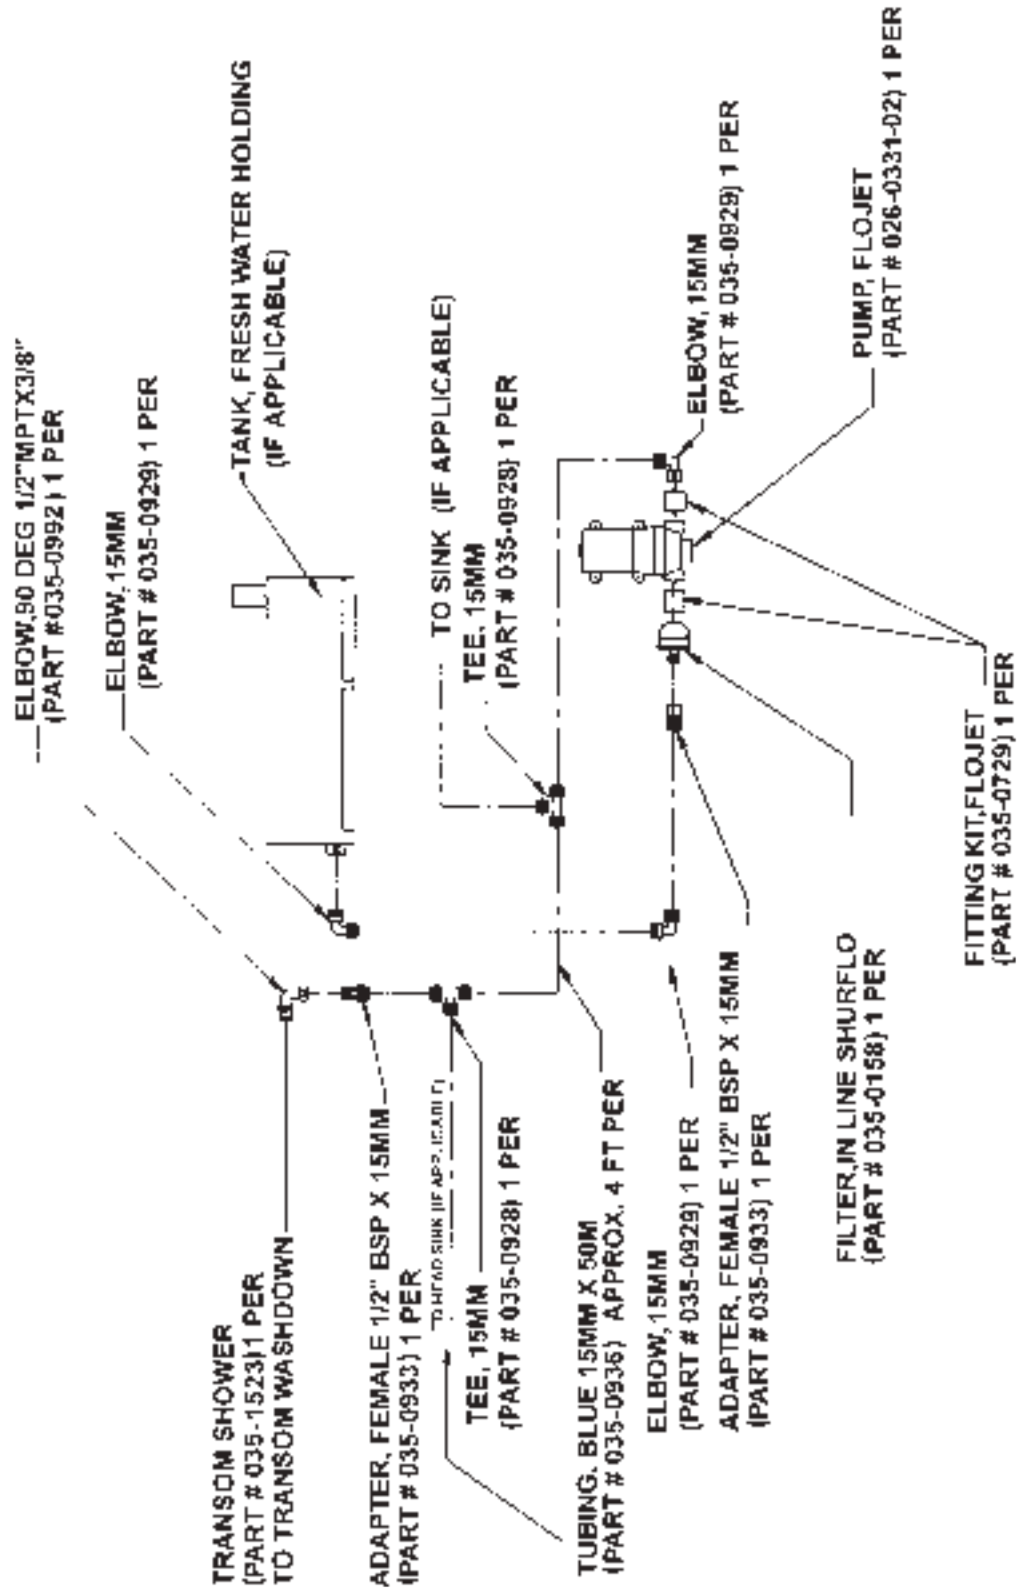 ELBOW,90 DEG 1/2"MPTX3/8"
(PART #035-0992) 1 PER
ELBOW, 15MM
(PART # 035-0929) 1 PER
TANK, FRESH WATER HOLDING
(IF APPLICABLE)
TO SINK (IF APPLICABLE)
TEE, 15MM
(PART # 035-0928) 1 PER
ELBOW, 15MM
(PART # 035-0929) 1 PER
PUMP, FLOJET
(PART # 026-0331-02) 1 PER
TRANSOM SHOWER
(PART # 035-1523) 1 PER
TO TRANSOM WASHDOWN
ADAPTER, FEMALE 1/2" BSP X 15MM
(PART # 035-0933) 1 PER
TO HEAD SINK (IF APPLICABLE)
TEE, 15MM
(PART # 035-0928) 1 PER
TUBING, BLUE 15MM X 50M
(PART # 035-0936) APPROX. 4 FT PER
ELBOW, 15MM
(PART # 035-0929) 1 PER
ADAPTER, FEMALE 1/2" BSP X 15MM
(PART # 035-0933) 1 PER
FILTER,IN LINE SHURFLO
(PART # 035-0158) 1 PER
FITTING KIT,FLOJET
(PART # 035-0729) 1 PER